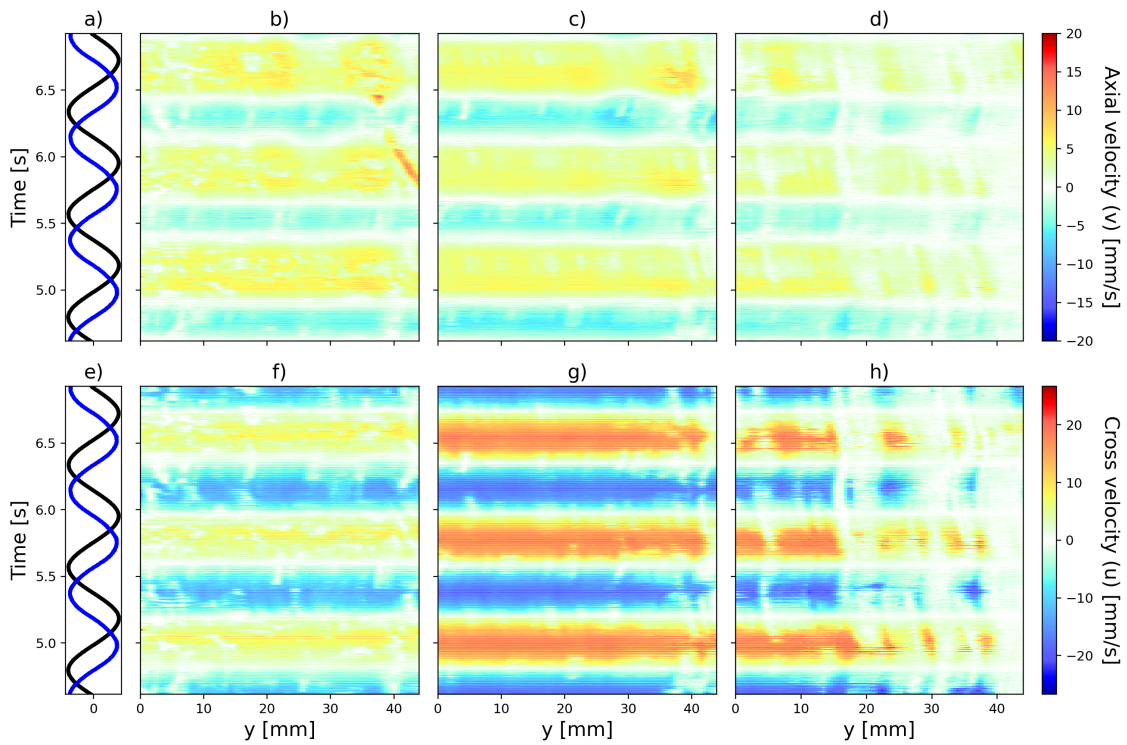 a) b) c) d)
6.5
6.0
5.5
5.0
Time [s]
20
15
10
5
0
−5
−10
−15
−20
Axial velocity (v) [mm/s]
e) f) g) h)
6.5
6.0
5.5
5.0
Time [s]
20
10
0
−10
−20
Cross velocity (u) [mm/s]
0 0 10 20 30 40 0 10 20 30 40 0 10 20 30 40
y [mm] y [mm] y [mm]